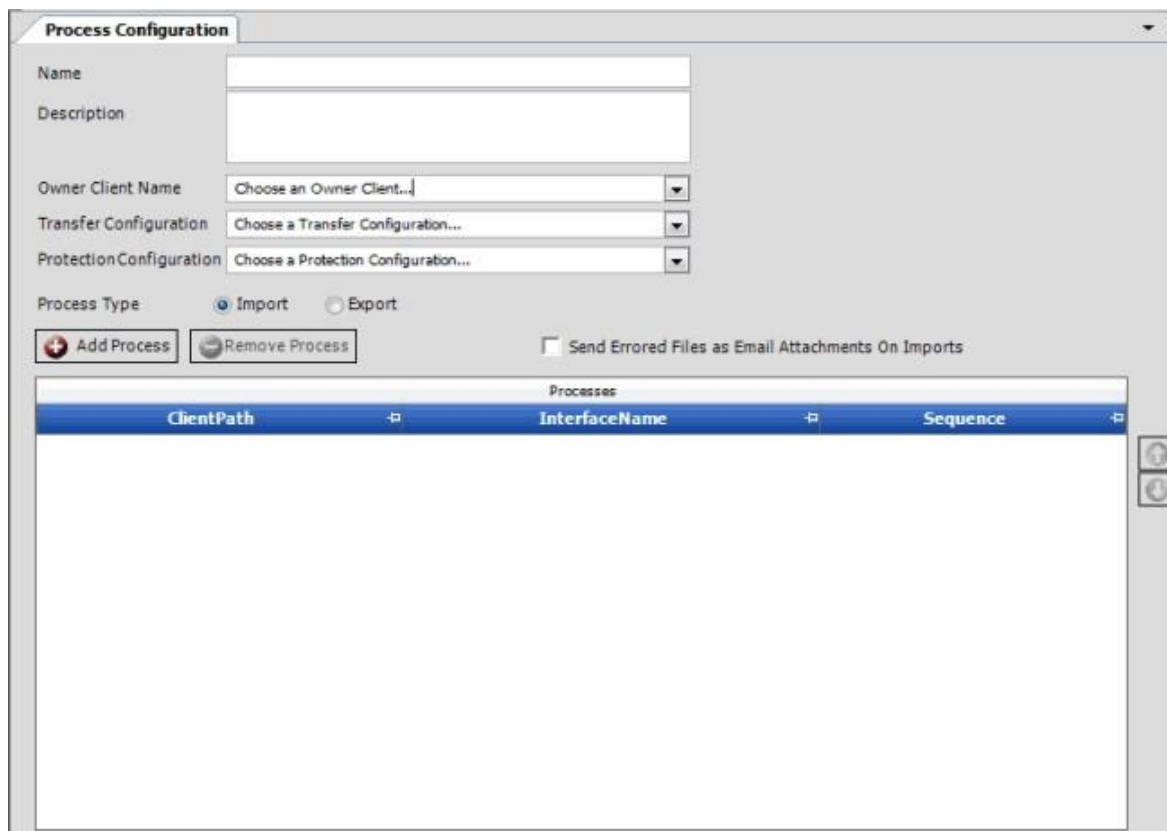 Process Configuration
Name
Description
Owner Client Name Choose an Owner Client...
Transfer Configuration Choose a Transfer Configuration...
Protection Configuration Choose a Protection Configuration...
Process Type Import Export
Add Process Remove Process Send Errored Files as Email Attachments On Imports
Processes
ClientPath InterfaceName Sequence